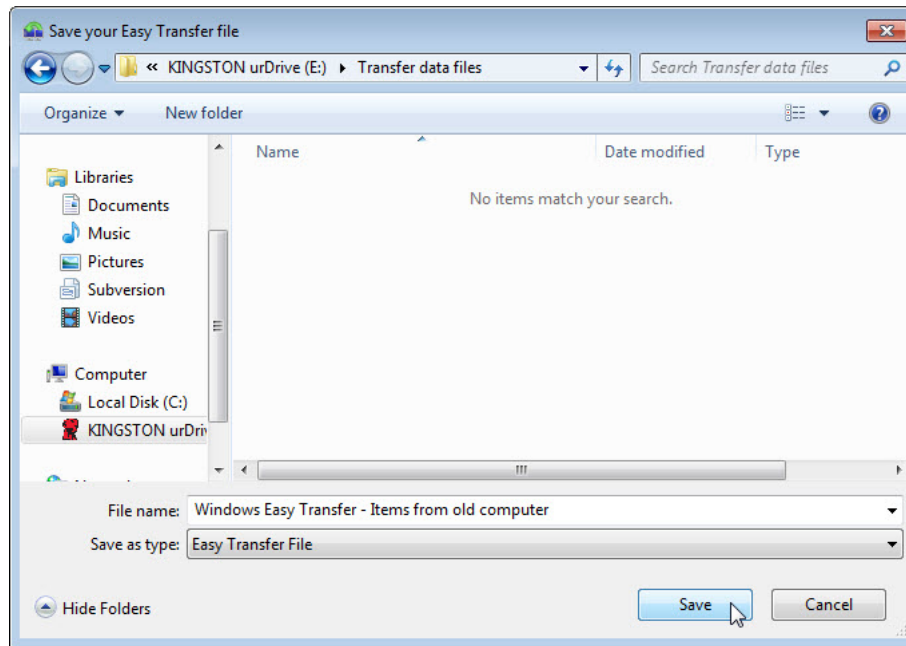 Save your Easy Transfer file
« KINGSTON urDrive (E:) ▸ Transfer data files
Search Transfer data files
Organize ▾ New folder
Name Date modified Type
No items match your search.
Libraries
Documents
Music
Pictures
Subversion
Videos
Computer
Local Disk (C:)
KINGSTON urDriv
File name: Windows Easy Transfer - Items from old computer
Save as type: Easy Transfer File
Hide Folders Save Cancel